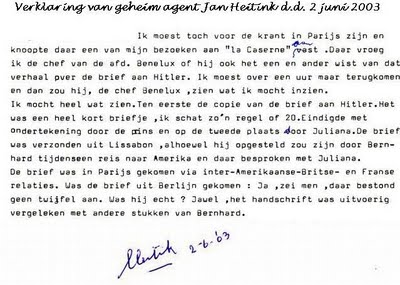 Verklaring van geheim agent Jan Heitink d.d. 2 juni 2003
Ik moest toch voor de krant in Parijs zijn en
knoopte daar een van mijn bezoeken aan "la Caserne" aan vast .Daar vroeg
ik de chef van de afd. Benelux of hij ook het een en ander wist van dat
verhaal pver de brief aan Hitler. Ik moest over een uur maar terugkomen
en dan zou hij, de chef Benelux ,zien wat ik mocht inzien.
Ik mocht heel wat zien.Ten eerste de copie van de brief aan Hitler.Het
was een heel kort briefje ,ik schat zo'n regel of 20.Eindigde met
ondertekening door de pins en op de tweede plaats door Juliana.De brief
was verzonden uit Lissabon ,alhoewel hij opgesteld zou zijn door Bern-
hard tijdenseen reis naar Amerika en daar besproken met Juliana.
De brief was in Parijs gekomen via inter-Amerikaanse-Britse- en Franse
relaties. Was de brief uit Berlijn gekomen : Ja ,zei men ,daar bestond
geen twijfel aan. Was hij echt ? Jawel ,het handschrift was uitvoerig
vergeleken met andere stukken van Bernhard.
Heitink 2-6-'03